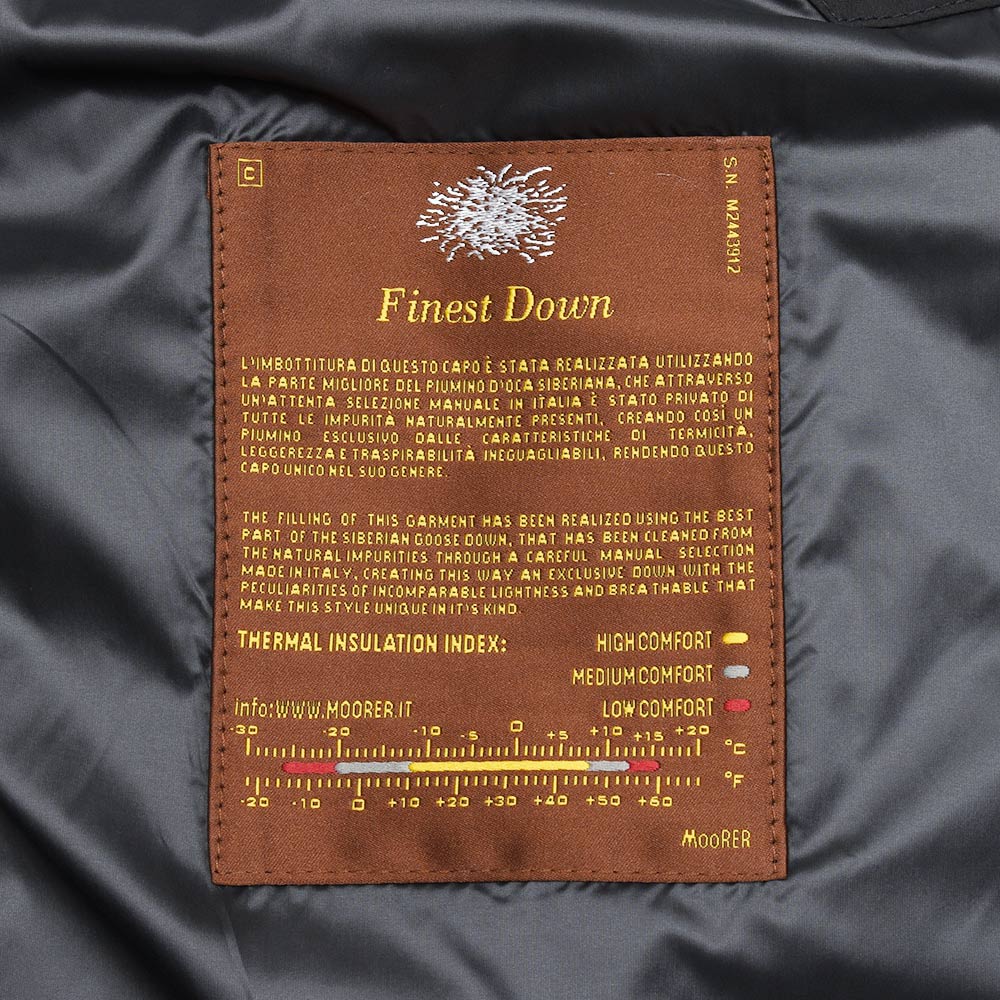 C
S.N. M2443912
Finest Down
L'IMBOTTITURA DI QUESTO CAPO È STATA REALIZZATA UTILIZZANDO
LA PARTE MIGLIORE DEL PIUMINO D'OCA SIBERIANA, CHE ATTRAVERSO
UN'ATTENTA SELEZIONE MANUALE IN ITALIA È STATO PRIVATO DI
TUTTE LE IMPURITÀ NATURALMENTE PRESENTI, CREANDO COSÌ UN
PIUMINO ESCLUSIVO DALLE CARATTERISTICHE DI TERMICITÀ,
LEGGEREZZA E TRASPIRABILITÀ INEGUAGLIABILI, RENDENDO QUESTO
CAPO UNICO NEL SUO GENERE.
THE FILLING OF THIS GARMENT HAS BEEN REALIZED USING THE BEST
PART OF THE SIBERIAN GOOSE DOWN, THAT HAS BEEN CLEANED FROM
THE NATURAL IMPURITIES THROUGH A CAREFUL MANUAL SELECTION
MADE IN ITALY, CREATING THIS WAY AN EXCLUSIVE DOWN WITH THE
PECULIARITIES OF INCOMPARABLE LIGHTNESS AND BREATHABLE THAT
MAKE THIS STYLE UNIQUE IN IT'S KIND.
THERMAL INSULATION INDEX: HIGH COMFORT
MEDIUM COMFORT
Info:WWW.MOORER.IT LOW COMFORT
-30 -20 -10 -5 0 +5 +10 +15 +20
°C
°F
-20 -10 0 +10 +20 +30 +40 +50 +60
MOORER